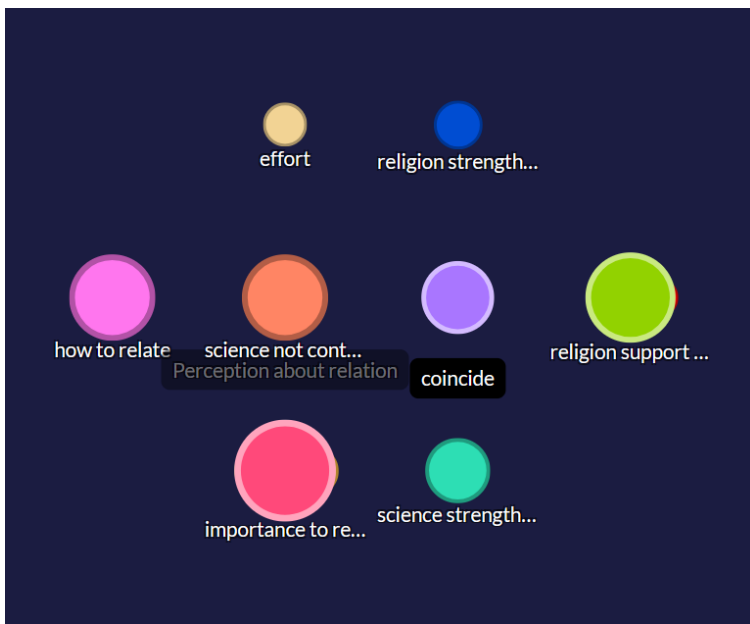 effort
religion strength...
how to relate
science not cont...
religion support ...
Perception about relation
coincide
importance to re...
science strength...